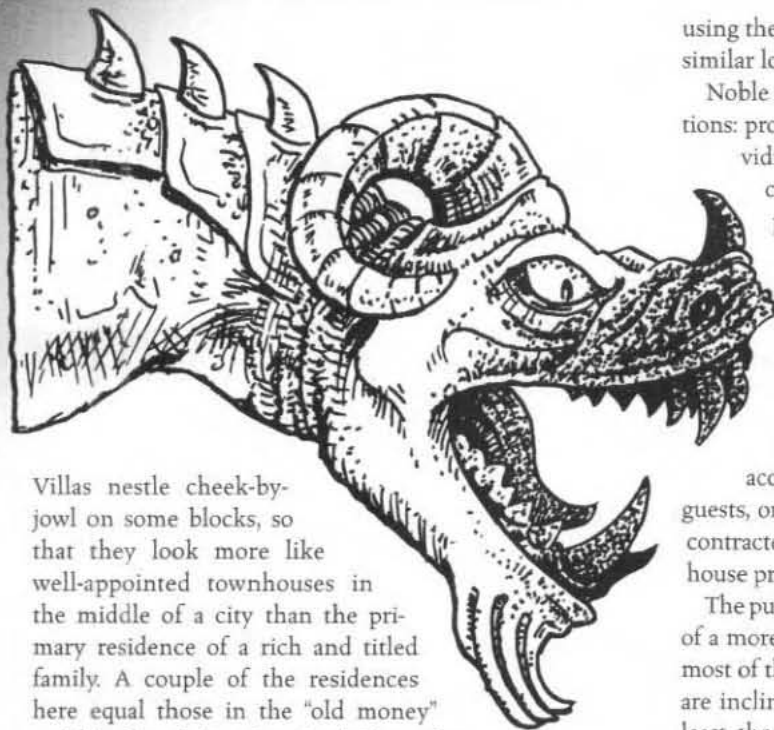 Villas nestle cheek-by-
jowl on some blocks, so
that they look more like
well-appointed townhouses in
the middle of a city than the pri-
mary residence of a rich and titled
family. A couple of the residences
here equal those in the "old money"
using the
similar lo
Noble
tions: pro
vid
c
acc
guests, or
contracte
house pr
The pu
of a more
most of th
are inclin